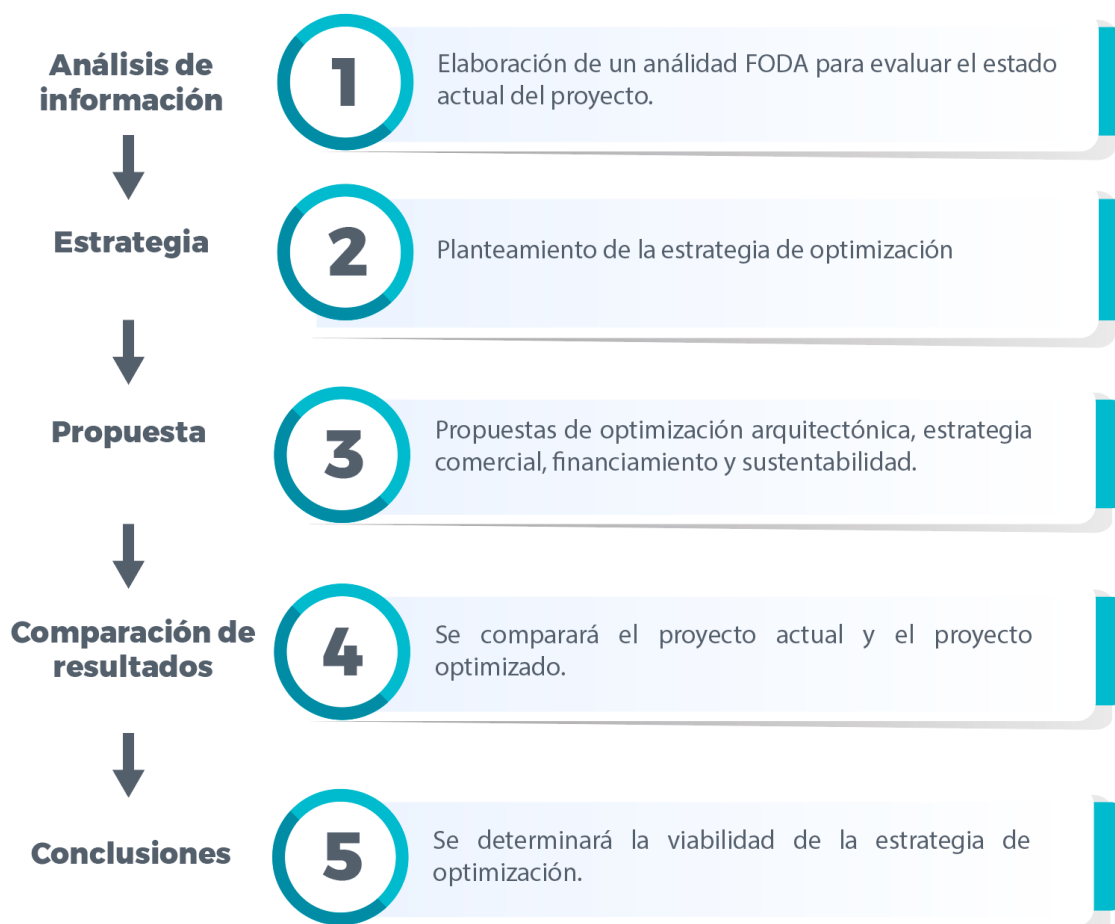 Análisis de
información
1
Elaboración de un análidad FODA para evaluar el estado
actual del proyecto.
Estrategia
2
Planteamiento de la estrategia de optimización
Propuesta
3
Propuestas de optimización arquitectónica, estrategia
comercial, financiamiento y sustentabilidad.
Comparación de
resultados
4
Se comparará el proyecto actual y el proyecto
optimizado.
Conclusiones
5
Se determinará la viabilidad de la estrategia de
optimización.